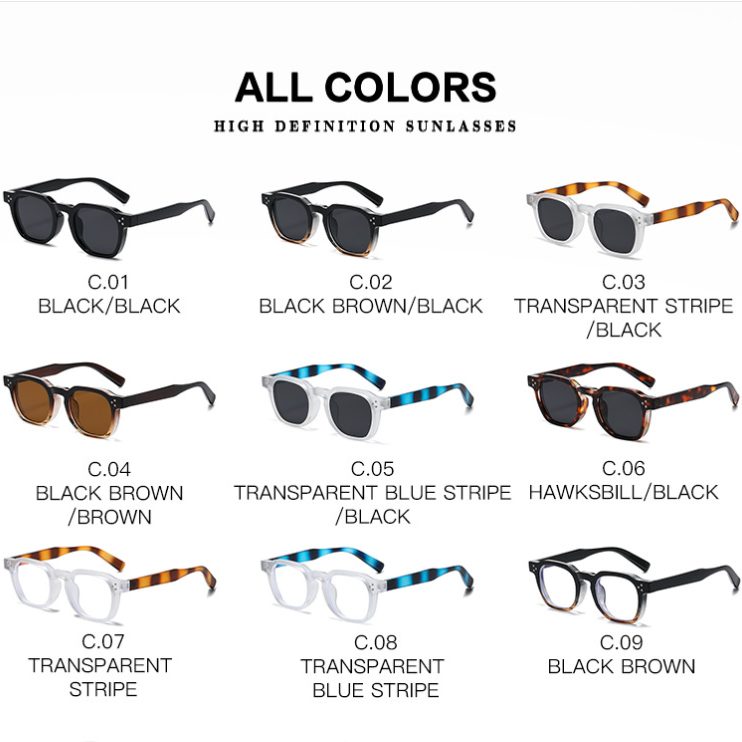 ALL COLORS
HIGH DEFINITION SUNLASSES
C.01
BLACK/BLACK
C.02
BLACK BROWN/BLACK
C.03
TRANSPARENT STRIPE
/BLACK
C.04
BLACK BROWN
/BROWN
C.05
TRANSPARENT BLUE STRIPE
/BLACK
C.06
HAWKSBILL/BLACK
C.07
TRANSPARENT
STRIPE
C.08
TRANSPARENT
BLUE STRIPE
C.09
BLACK BROWN